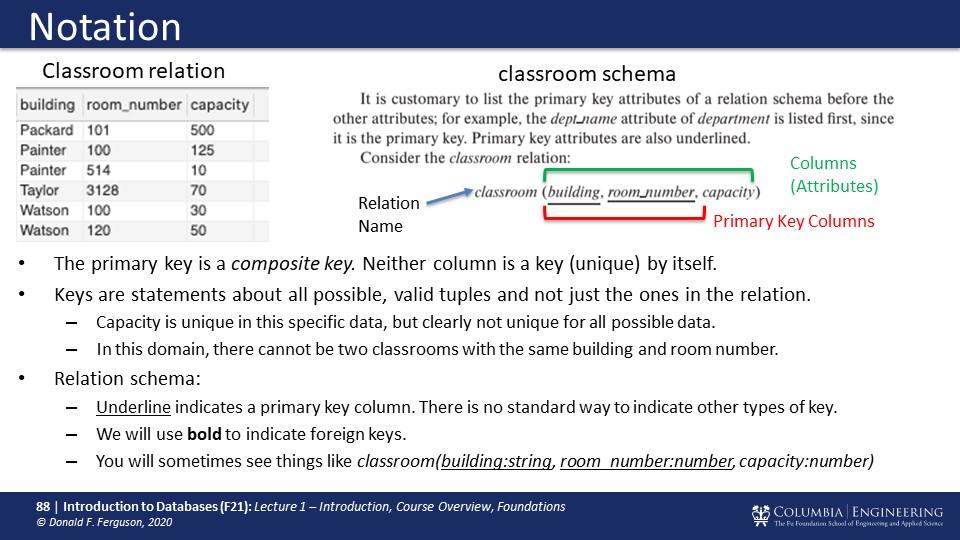 Notation
Classroom relation
building room_number capacity
Packard 101 500
Painter 100 125
Painter 514 10
Taylor 3128 70
Watson 100 30
Watson 120 50
classroom schema
It is customary to list the primary key attributes of a relation schema before the
other attributes; for example, the dept_name attribute of department is listed first, since
it is the primary key. Primary key attributes are also underlined.
Consider the classroom relation:
Columns
(Attributes)
classroom (building, room_number, capacity)
Relation
Name
Primary Key Columns
• The primary key is a composite key. Neither column is a key (unique) by itself.
• Keys are statements about all possible, valid tuples and not just the ones in the relation.
– Capacity is unique in this specific data, but clearly not unique for all possible data.
– In this domain, there cannot be two classrooms with the same building and room number.
• Relation schema:
– Underline indicates a primary key column. There is no standard way to indicate other types of key.
– We will use bold to indicate foreign keys.
– You will sometimes see things like classroom(building:string, room_number:number, capacity:number)
88 | Introduction to Databases (F21): Lecture 1 – Introduction, Course Overview, Foundations
© Donald F. Ferguson, 2020
COLUMBIA | ENGINEERING
The Fu Foundation School of Engineering and Applied Science